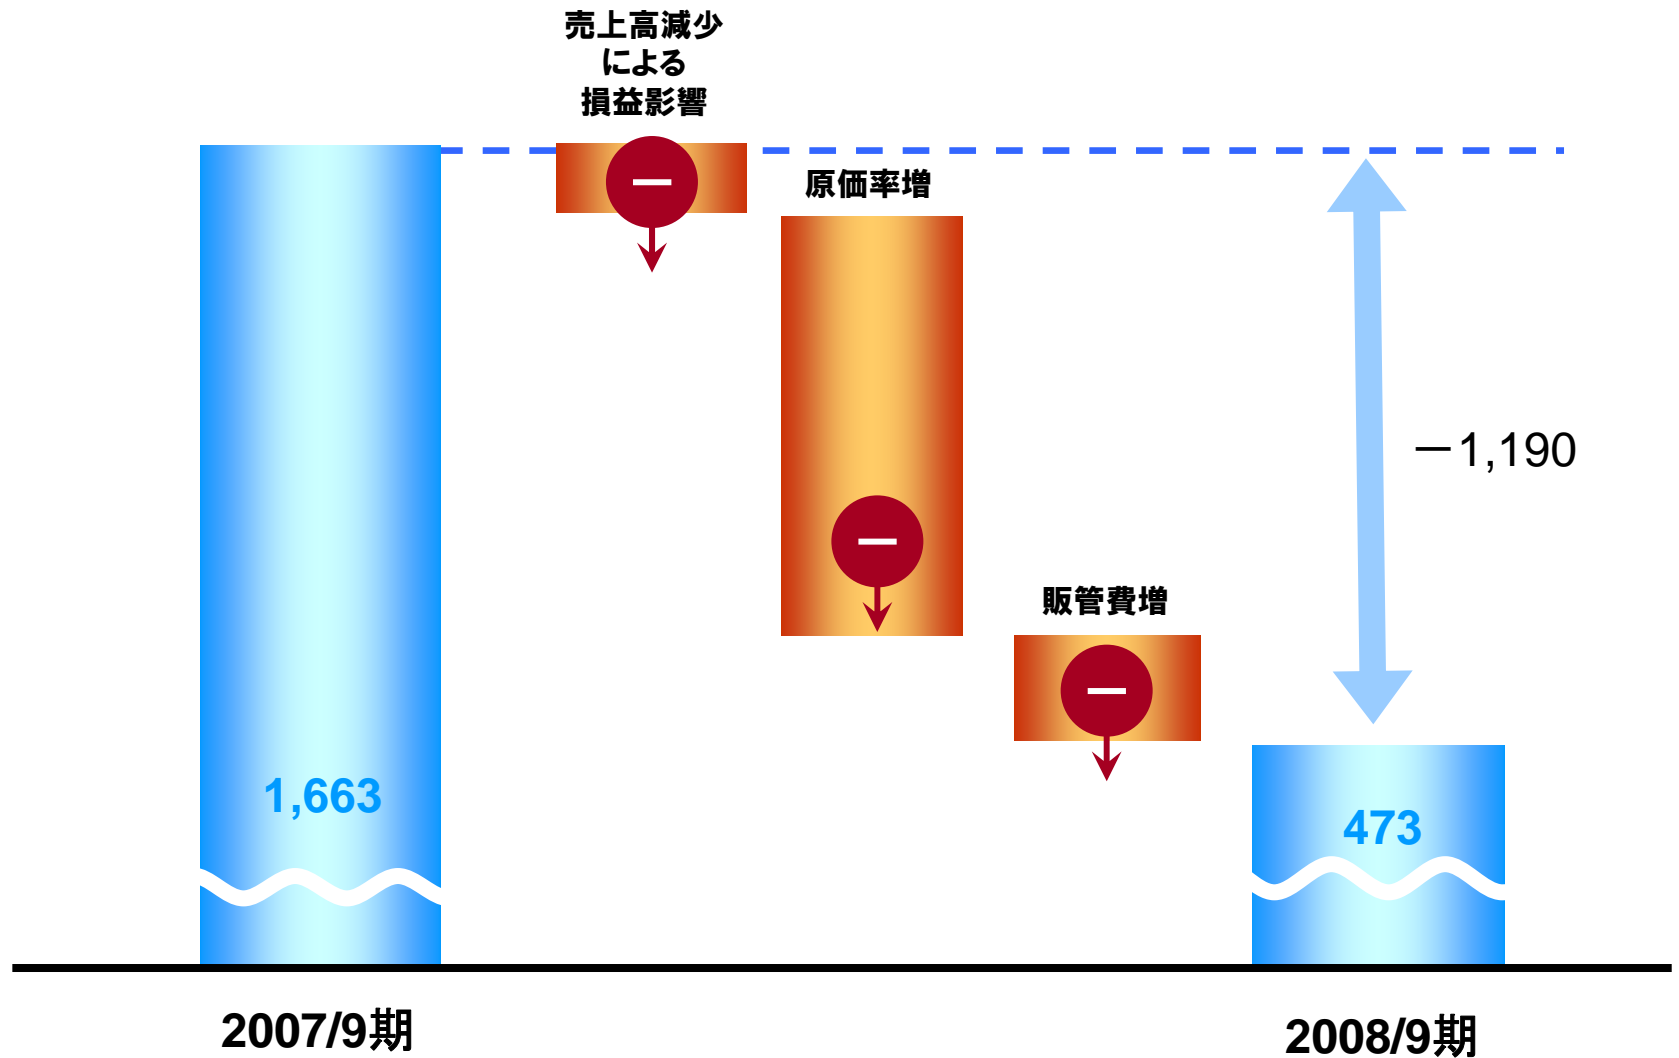 売上高減少
による
損益影響
原価率増
－1,190
販管費増
1,663
473
2007/9期
2008/9期